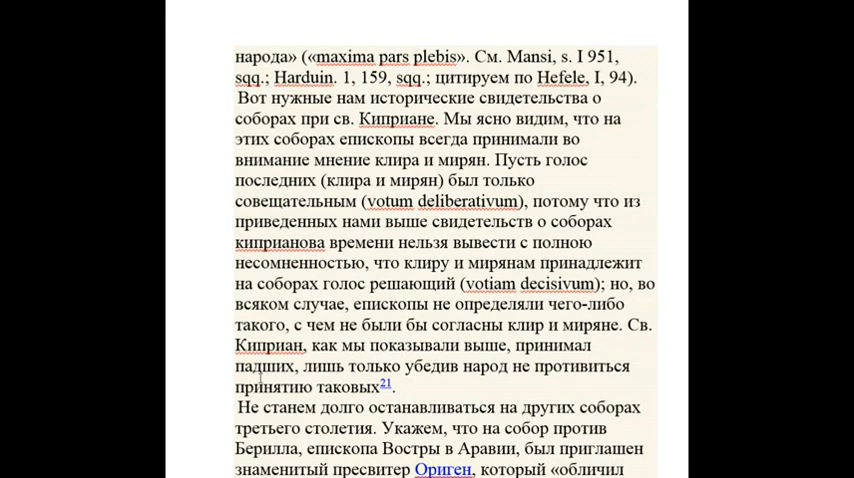 народа» («maxima pars plebis». См. Mansi, s. I 951,
sqq.; Harduin. 1, 159, sqq.; цитируем по Hefele, I, 94).
Вот нужные нам исторические свидетельства о
соборах при св. Киприане. Мы ясно видим, что на
этих соборах епископы всегда принимали во
внимание мнение клира и мирян. Пусть голос
последних (клира и мирян) был только
совещательным (votum deliberativum), потому что из
приведенных нами выше свидетельств о соборах
киприанова времени нельзя вывести с полною
несомненностью, что клиру и мирянам принадлежит
на соборах голос решающий (votiam decisivum); но, во
всяком случае, епископы не определяли чего-либо
такого, с чем не были бы согласны клир и миряне. Св.
Киприан, как мы показывали выше, принимал
падших, лишь только убедив народ не противиться
принятию таковых21.
Не станем долго останавливаться на других соборах
третьего столетия. Укажем, что на собор против
Берилла, епископа Востры в Аравии, был приглашен
знаменитый пресвитер Ориген, который «обличил